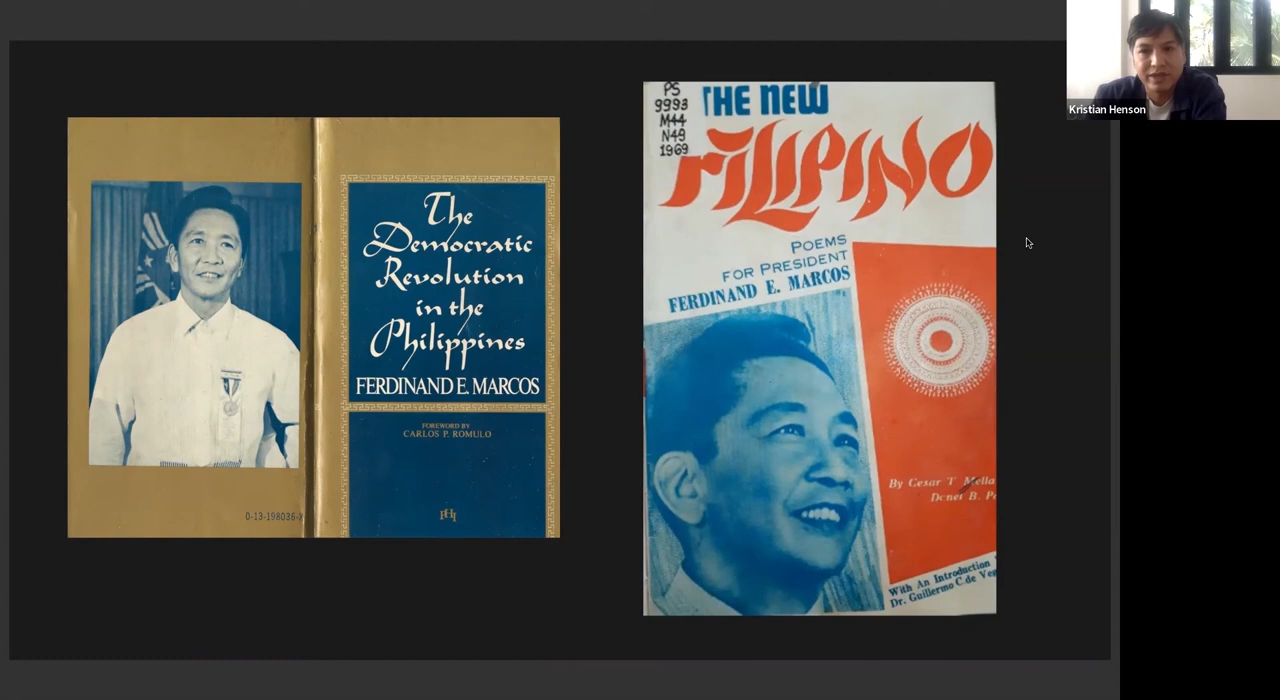 The
Democratic
Revolution
in the
Philippines
FERDINAND E. MARCOS
FOREWORD BY
CARLOS P. ROMULO
PHI
0-13-198036-X
PS
9993
M44
N49
1969
THE NEW
FILIPINO
POEMS
FOR PRESIDENT
FERDINAND E. MARCOS
By Cesar T. Mella
B.
With An Introduction
Dr. Guillermo C. de Veg
Kristian Henson